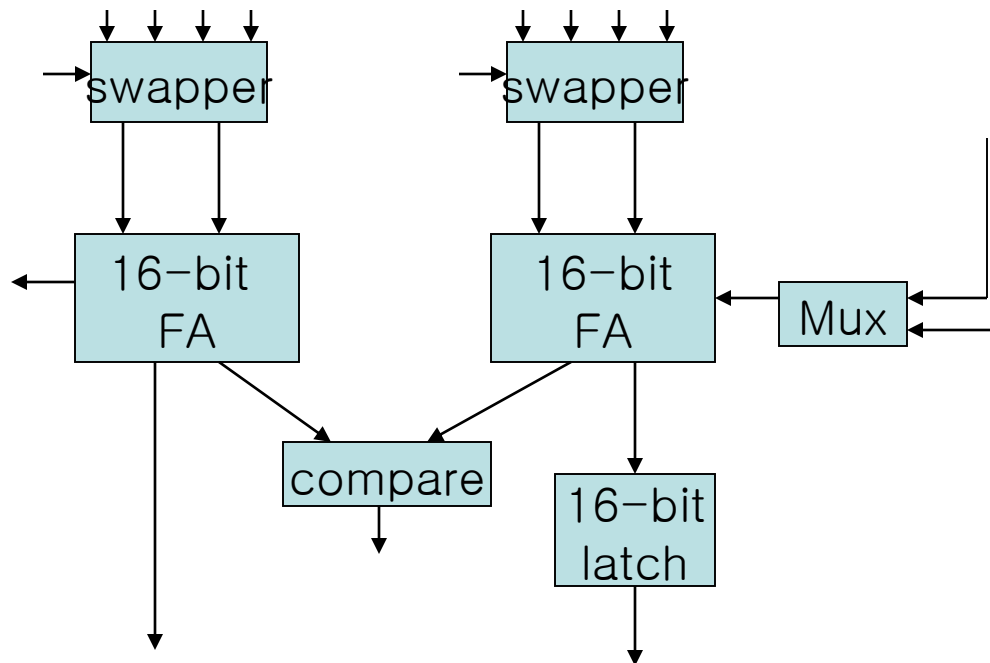 swapper
swapper
16-bit
FA
16-bit
FA
Mux
compare
16-bit
latch